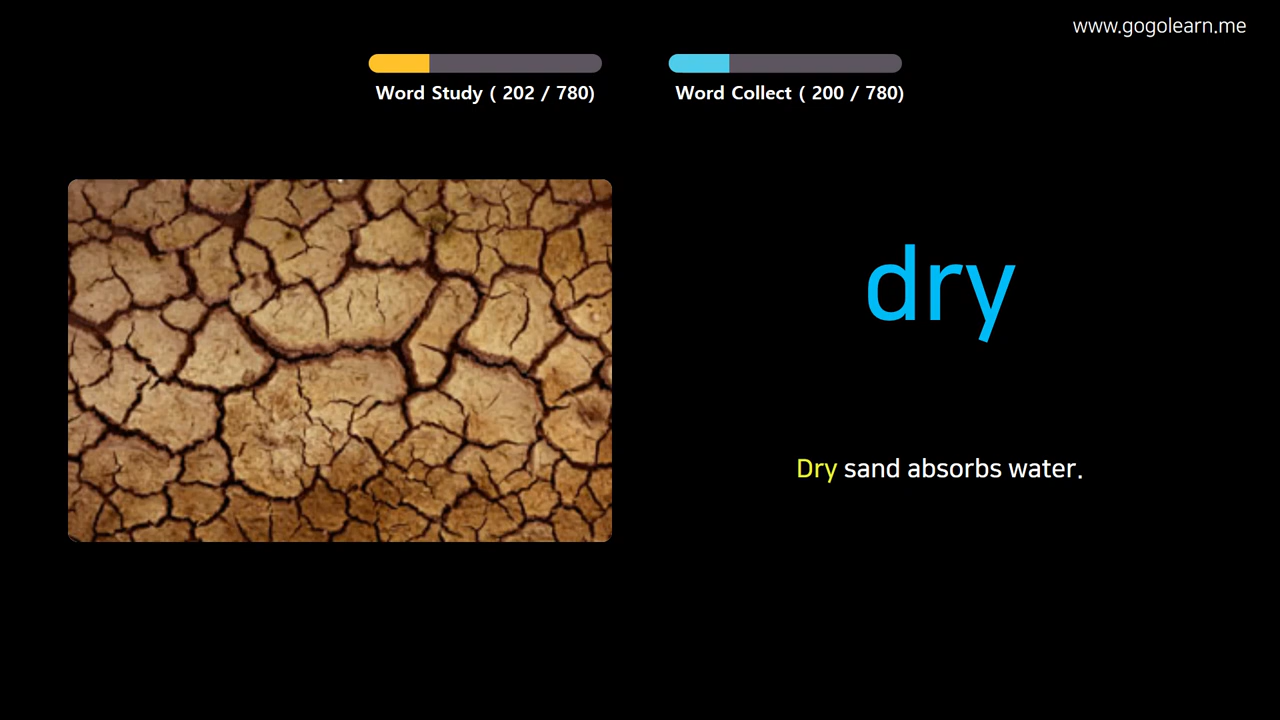 www.gogolearn.me
Word Study ( 202 / 780)
Word Collect ( 200 / 780)
dry
Dry sand absorbs water.